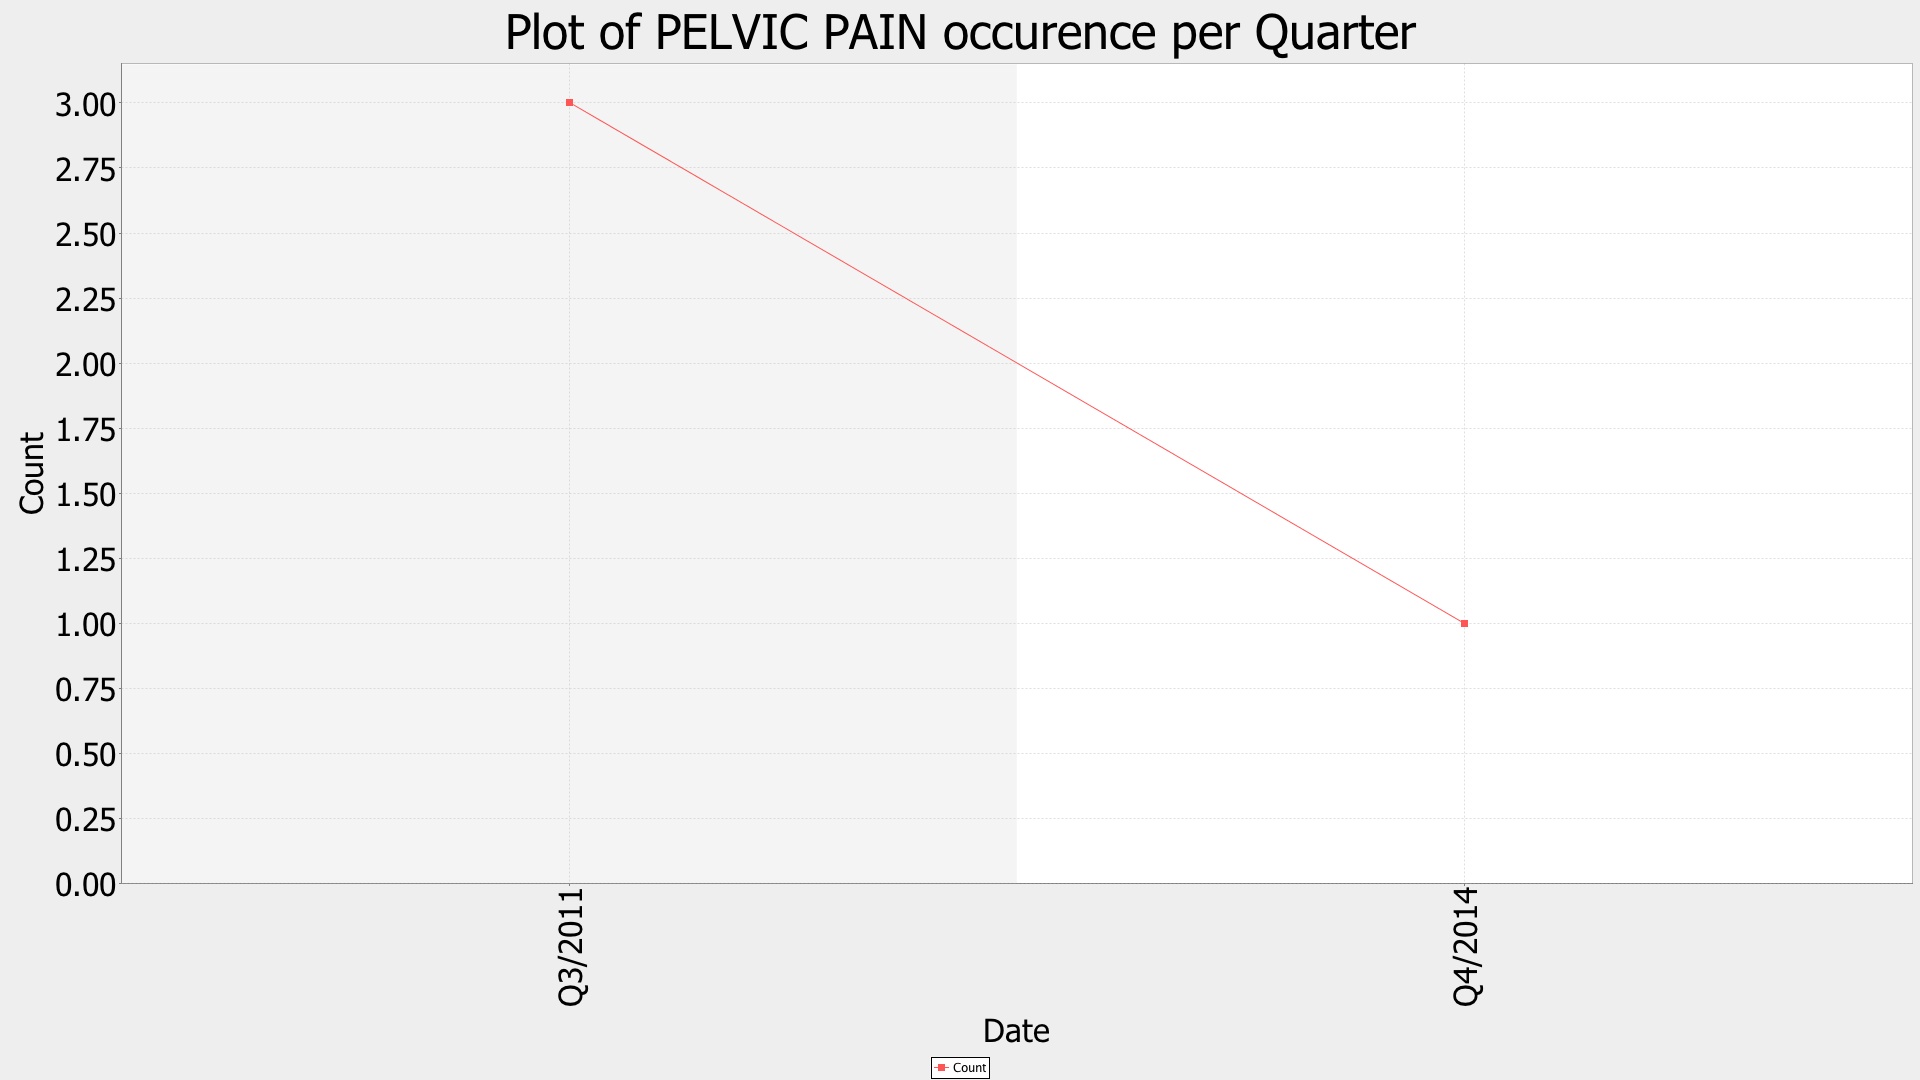 Plot of PELVIC PAIN occurence per Quarter
3.00
2.75
2.50
2.25
2.00
1.75
1.50
1.25
1.00
0.75
0.50
0.25
0.00
Count
Q3/2011
Q4/2014
Date
Count